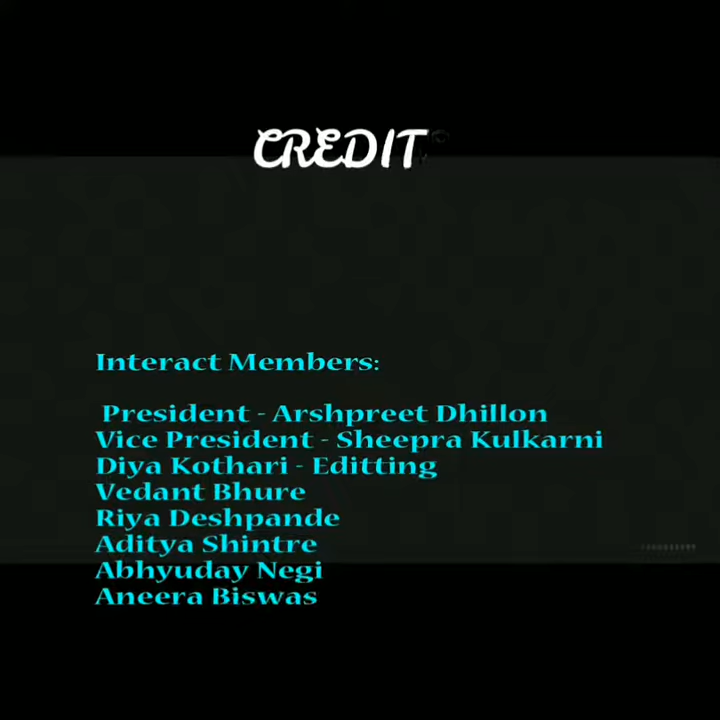 CREDIT
Interact Members:
President - Arshpreet Dhillon
Vice President - Sheepra Kulkarni
Diya Kothari - Editting
Vedant Bhure
Riya Deshpande
Aditya Shintre
Abhyuday Negi
Aneera Biswas